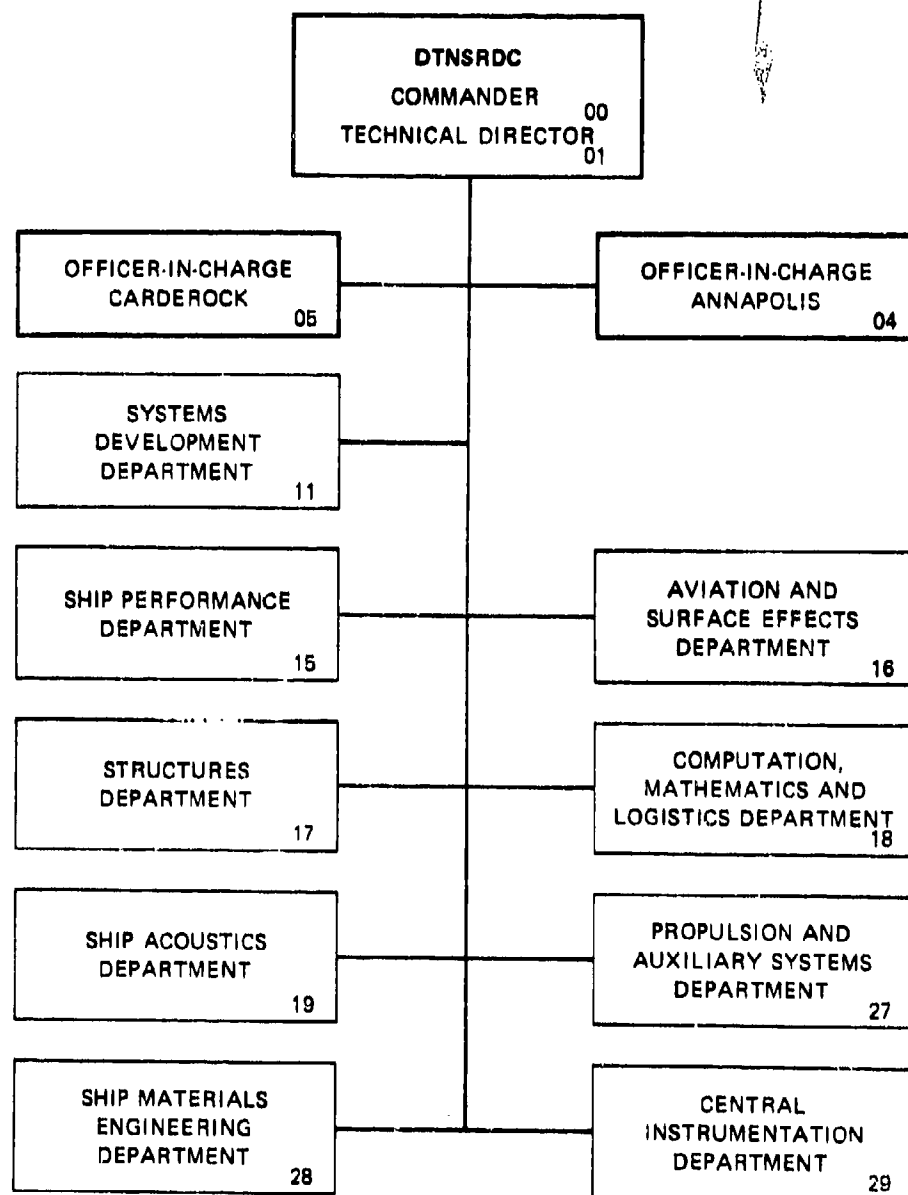 DTNSRDC
COMMANDER 00
TECHNICAL DIRECTOR 01
OFFICER-IN-CHARGE
CARDEROCK
05
OFFICER-IN-CHARGE
ANNAPOLIS
04
SYSTEMS
DEVELOPMENT
DEPARTMENT
11
SHIP PERFORMANCE
DEPARTMENT
15
AVIATION AND
SURFACE EFFECTS
DEPARTMENT
16
STRUCTURES
DEPARTMENT
17
COMPUTATION,
MATHEMATICS AND
LOGISTICS DEPARTMENT
18
SHIP ACOUSTICS
DEPARTMENT
19
PROPULSION AND
AUXILIARY SYSTEMS
DEPARTMENT
27
SHIP MATERIALS
ENGINEERING
DEPARTMENT
28
CENTRAL
INSTRUMENTATION
DEPARTMENT
29